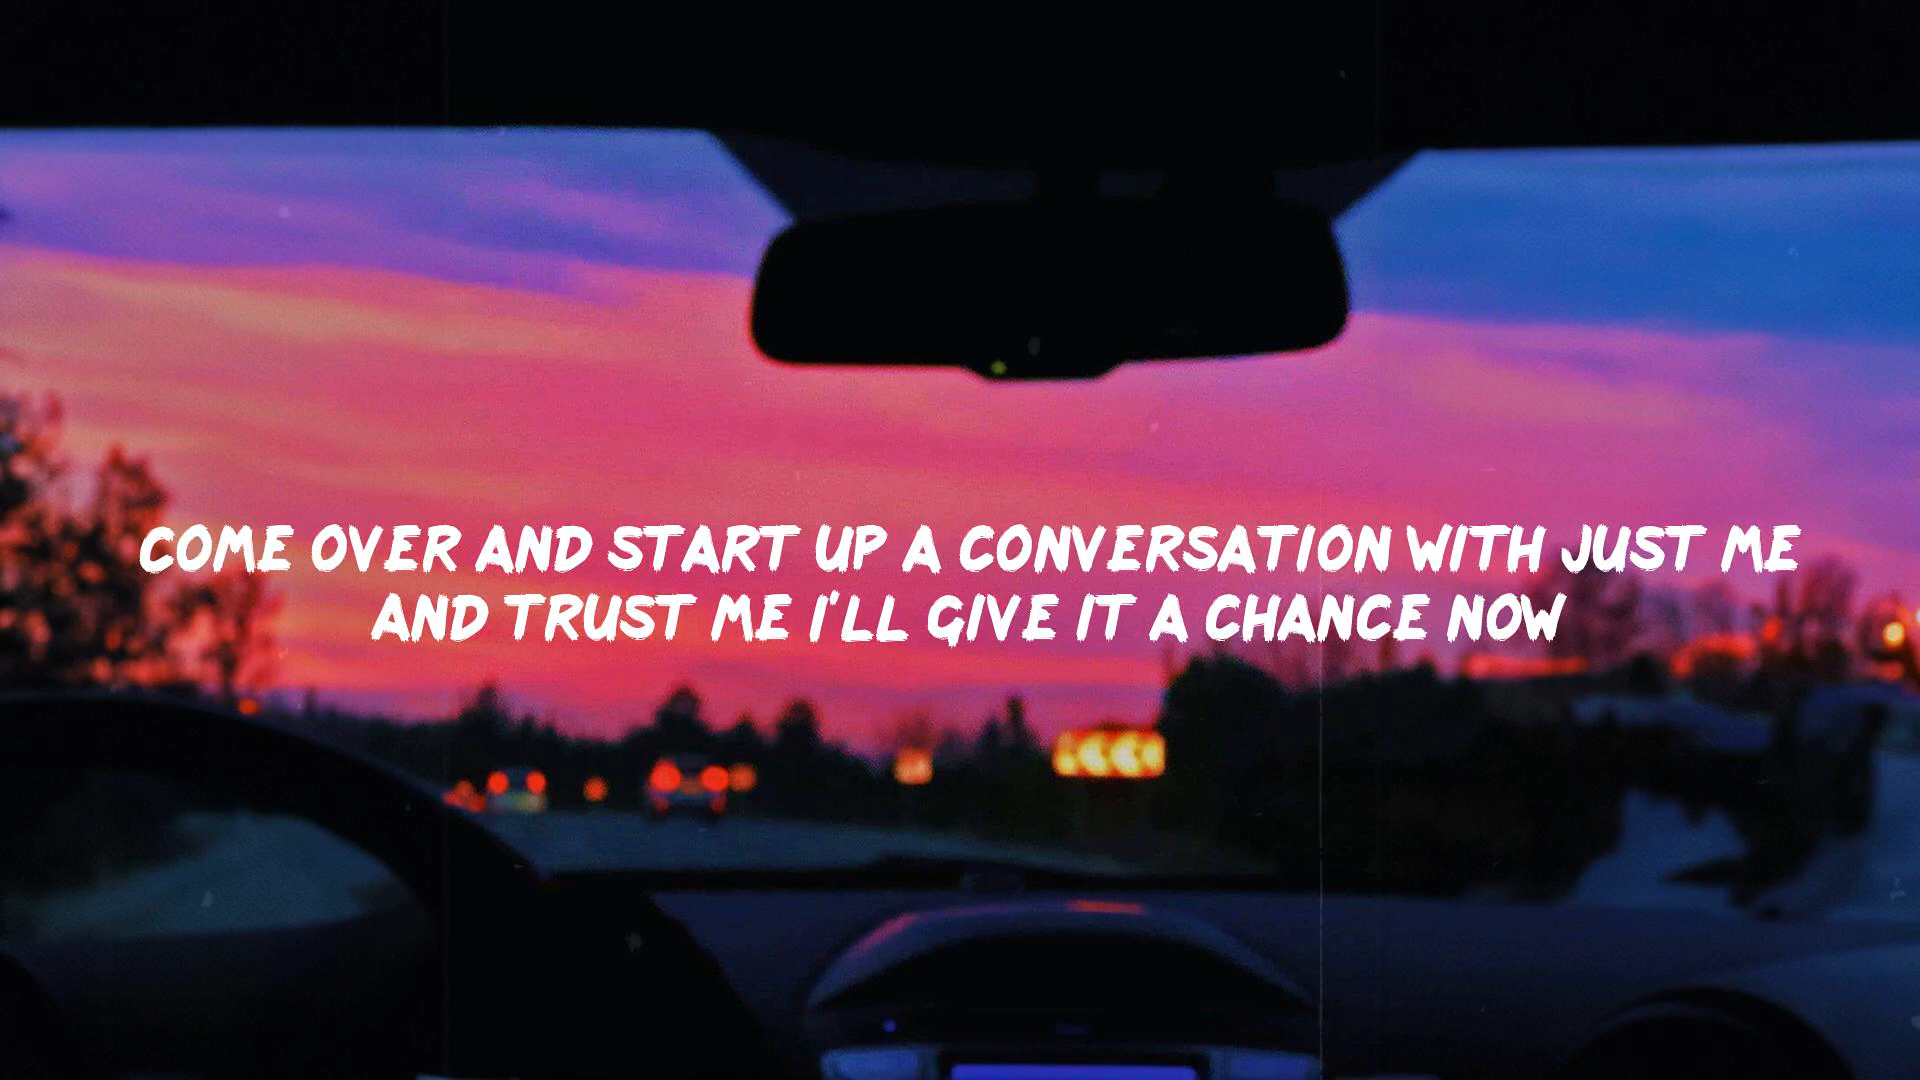 COME OVER AND START UP A CONVERSATION WITH JUST ME
AND TRUST ME I'LL GIVE IT A CHANCE NOW